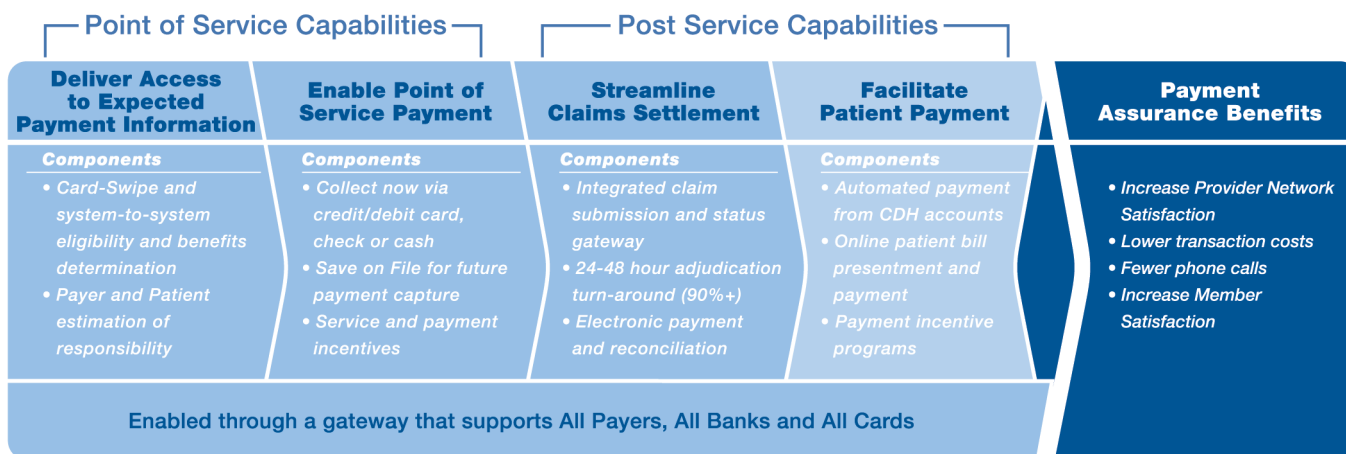 Point of Service Capabilities
Post Service Capabilities
Deliver Access
to Expected
Payment Information
Components
• Card-Swipe and
system-to-system
eligibility and benefits
determination
• Payer and Patient
estimation of
responsibility
Enable Point of
Service Payment
Components
• Collect now via
credit/debit card,
check or cash
• Save on File for future
payment capture
• Service and payment
incentives
Streamline
Claims Settlement
Components
• Integrated claim
submission and status
gateway
• 24-48 hour adjudication
turn-around (90%+)
• Electronic payment
and reconciliation
Facilitate
Patient Payment
Components
• Automated payment
from CDH accounts
• Online patient bill
presentment and
payment
• Payment incentive
programs
Payment
Assurance Benefits
• Increase Provider Network
Satisfaction
• Lower transaction costs
• Fewer phone calls
• Increase Member
Satisfaction
Enabled through a gateway that supports All Payers, All Banks and All Cards